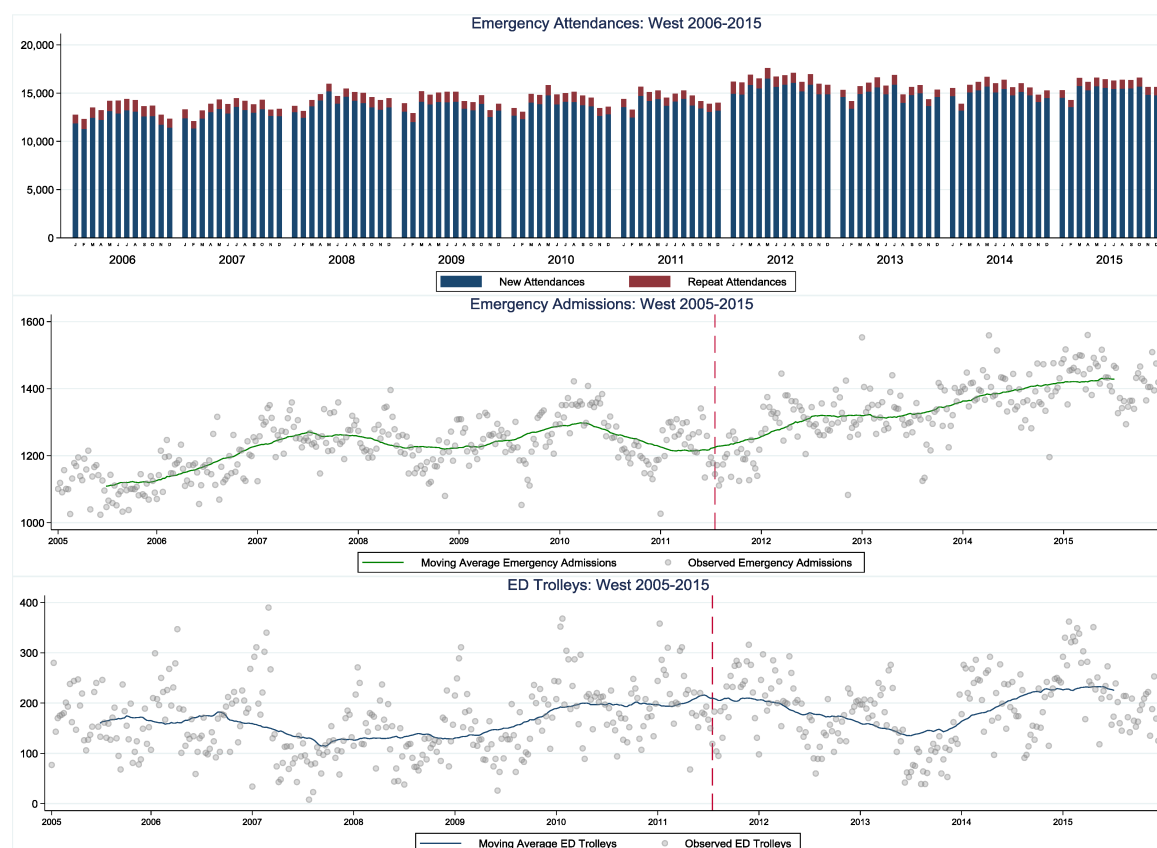 Emergency Attendances: West 2006-2015
20,000
15,000
10,000
5,000
0
J F M A M J J A S O N D J F M A M J J A S O N D J F M A M J J A S O N D J F M A M J J A S O N D J F M A M J J A S O N D J F M A M J J A S O N D J F M A M J J A S O N D J F M A M J J A S O N D J F M A M J J A S O N D J F M A M J J A S O N D
2006 2007 2008 2009 2010 2011 2012 2013 2014 2015
New Attendances Repeat Attendances
Emergency Admissions: West 2005-2015
1600
1400
1200
1000
2005 2006 2007 2008 2009 2010 2011 2012 2013 2014 2015
Moving Average Emergency Admissions Observed Emergency Admissions
ED Trolleys: West 2005-2015
400
300
200
100
0
2005 2006 2007 2008 2009 2010 2011 2012 2013 2014 2015
Moving Average ED Trolleys Observed ED Trolleys